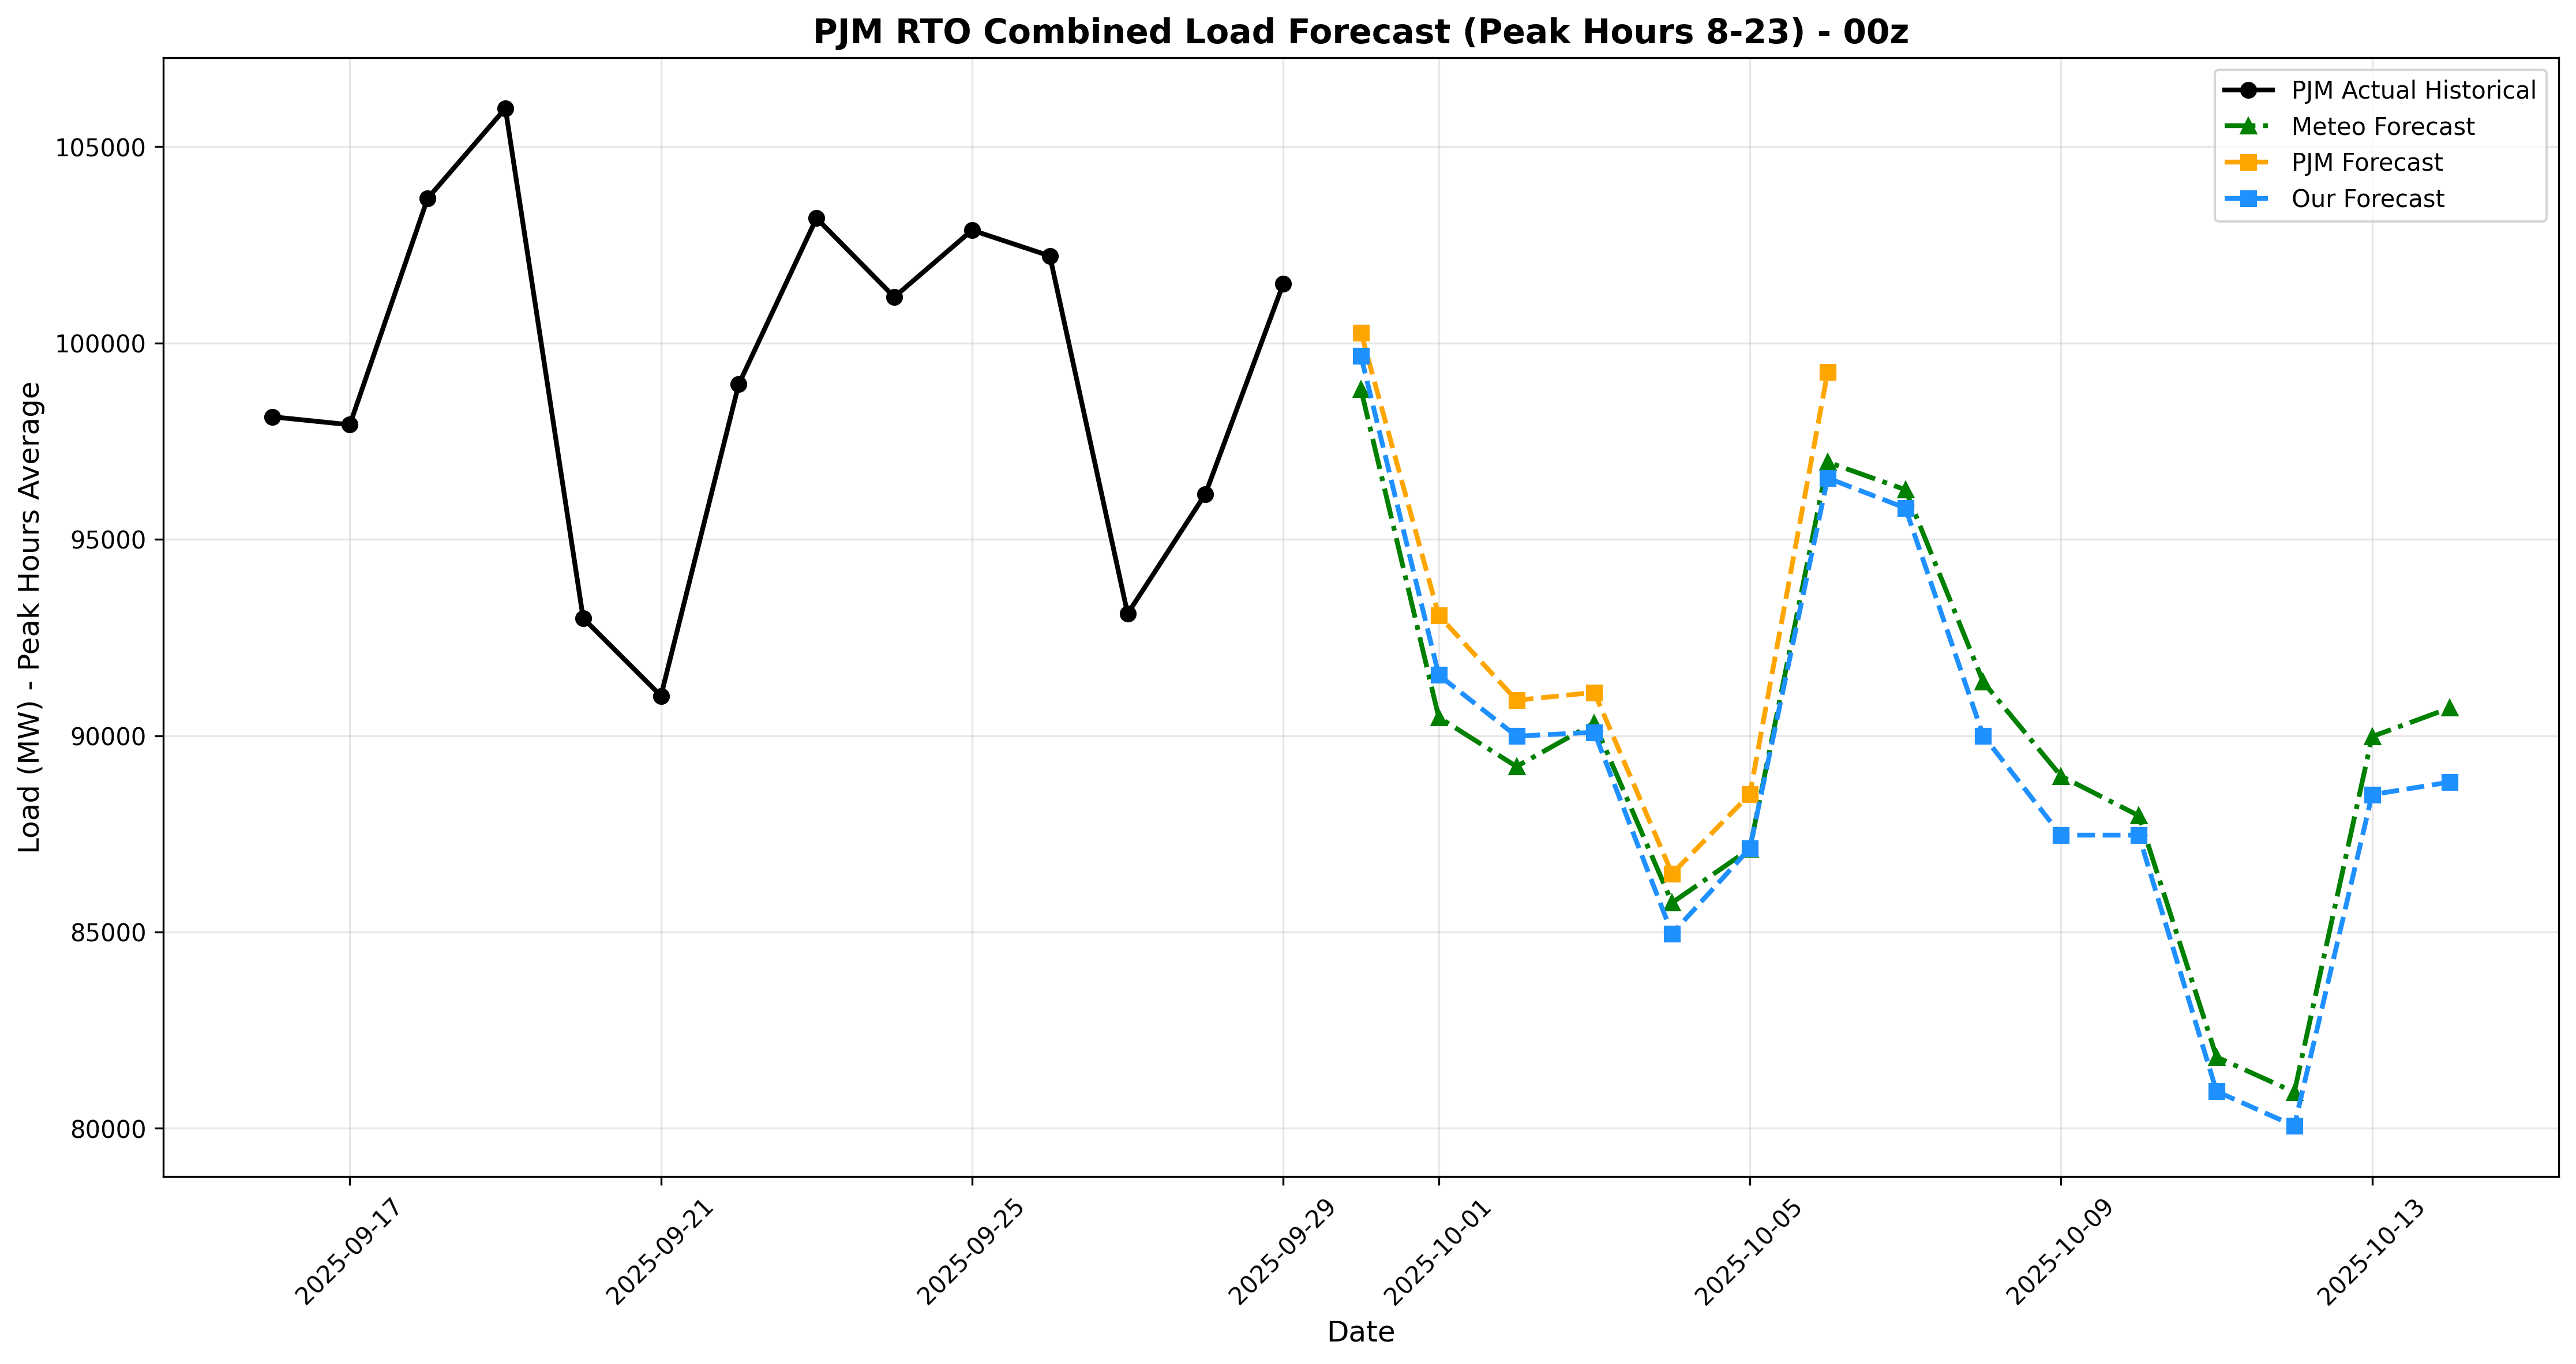 PJM RTO Combined Load Forecast (Peak Hours 8-23) - 00z
PJM Actual Historical
Meteo Forecast
PJM Forecast
Our Forecast
Load (MW) - Peak Hours Average
105000
100000
95000
90000
85000
80000
2025-09-17
2025-09-21
2025-09-25
2025-09-29
2025-10-01
2025-10-05
2025-10-09
2025-10-13
Date